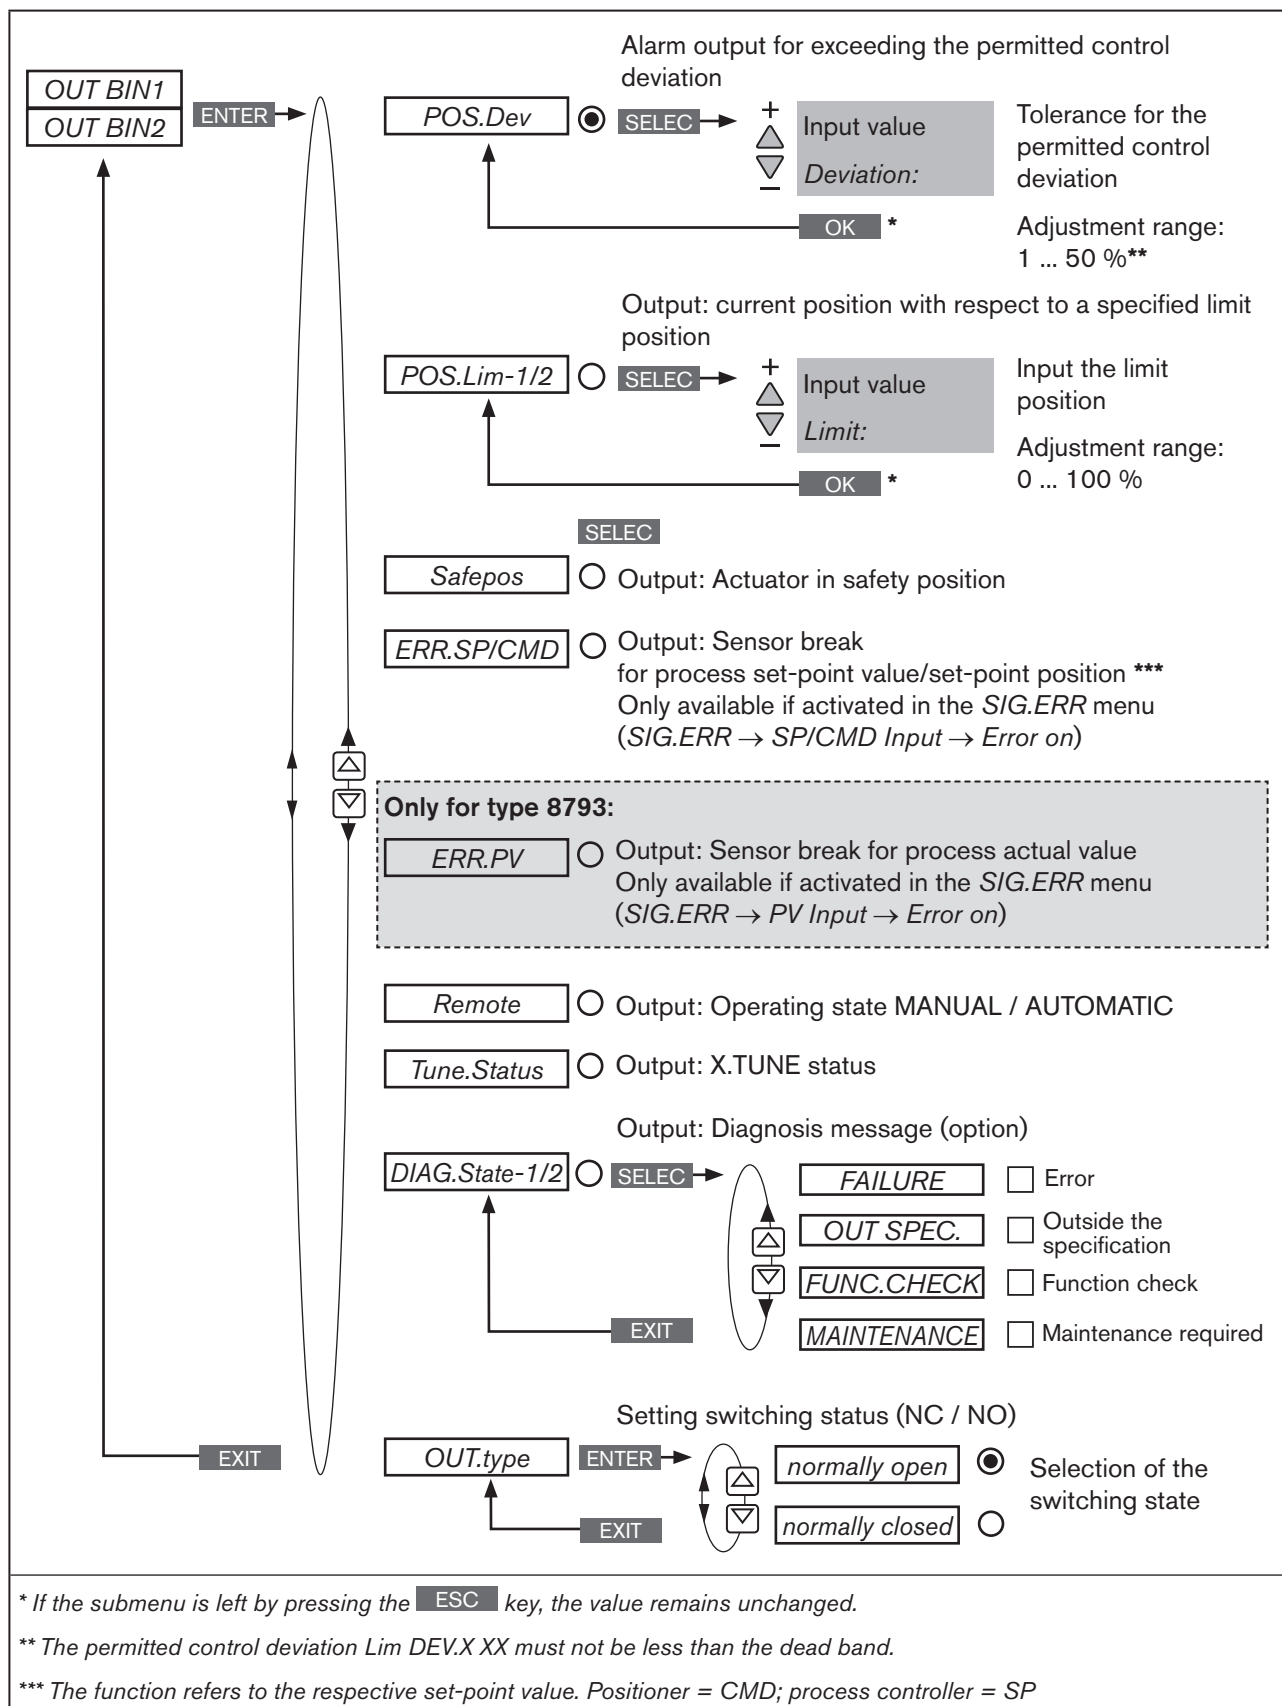 Alarm output for exceeding the permitted control
deviation
OUT BIN1
OUT BIN2
ENTER
POS.Dev
SELEC
+
Input value
Deviation:
–
OK *
Tolerance for the
permitted control
deviation
Adjustment range:
1 ... 50 %**
Output: current position with respect to a specified limit
position
POS.Lim-1/2
SELEC
+
Input value
Limit:
–
OK *
Input the limit
position
Adjustment range:
0 ... 100 %
SELEC
Safepos
Output: Actuator in safety position
ERR.SP/CMD
Output: Sensor break
for process set-point value/set-point position ***
Only available if activated in the SIG.ERR menu
(SIG.ERR → SP/CMD Input → Error on)
Only for type 8793:
ERR.PV
Output: Sensor break for process actual value
Only available if activated in the SIG.ERR menu
(SIG.ERR → PV Input → Error on)
Remote
Output: Operating state MANUAL / AUTOMATIC
Tune.Status
Output: X.TUNE status
Output: Diagnosis message (option)
DIAG.State-1/2
SELEC
FAILURE
Error
OUT SPEC.
Outside the
specification
FUNC.CHECK
Function check
EXIT
MAINTENANCE
Maintenance required
Setting switching status (NC / NO)
EXIT
OUT.type
ENTER
normally open
Selection of the
switching state
EXIT
normally closed
* If the submenu is left by pressing the ESC key, the value remains unchanged.
** The permitted control deviation Lim DEV.X XX must not be less than the dead band.
*** The function refers to the respective set-point value. Positioner = CMD; process controller = SP